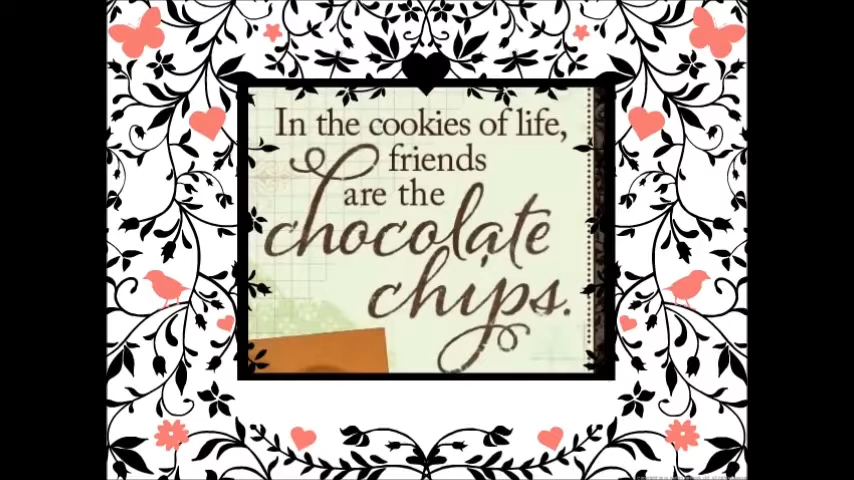 In the cookies of life,
friends
are the
chocolate
chips.